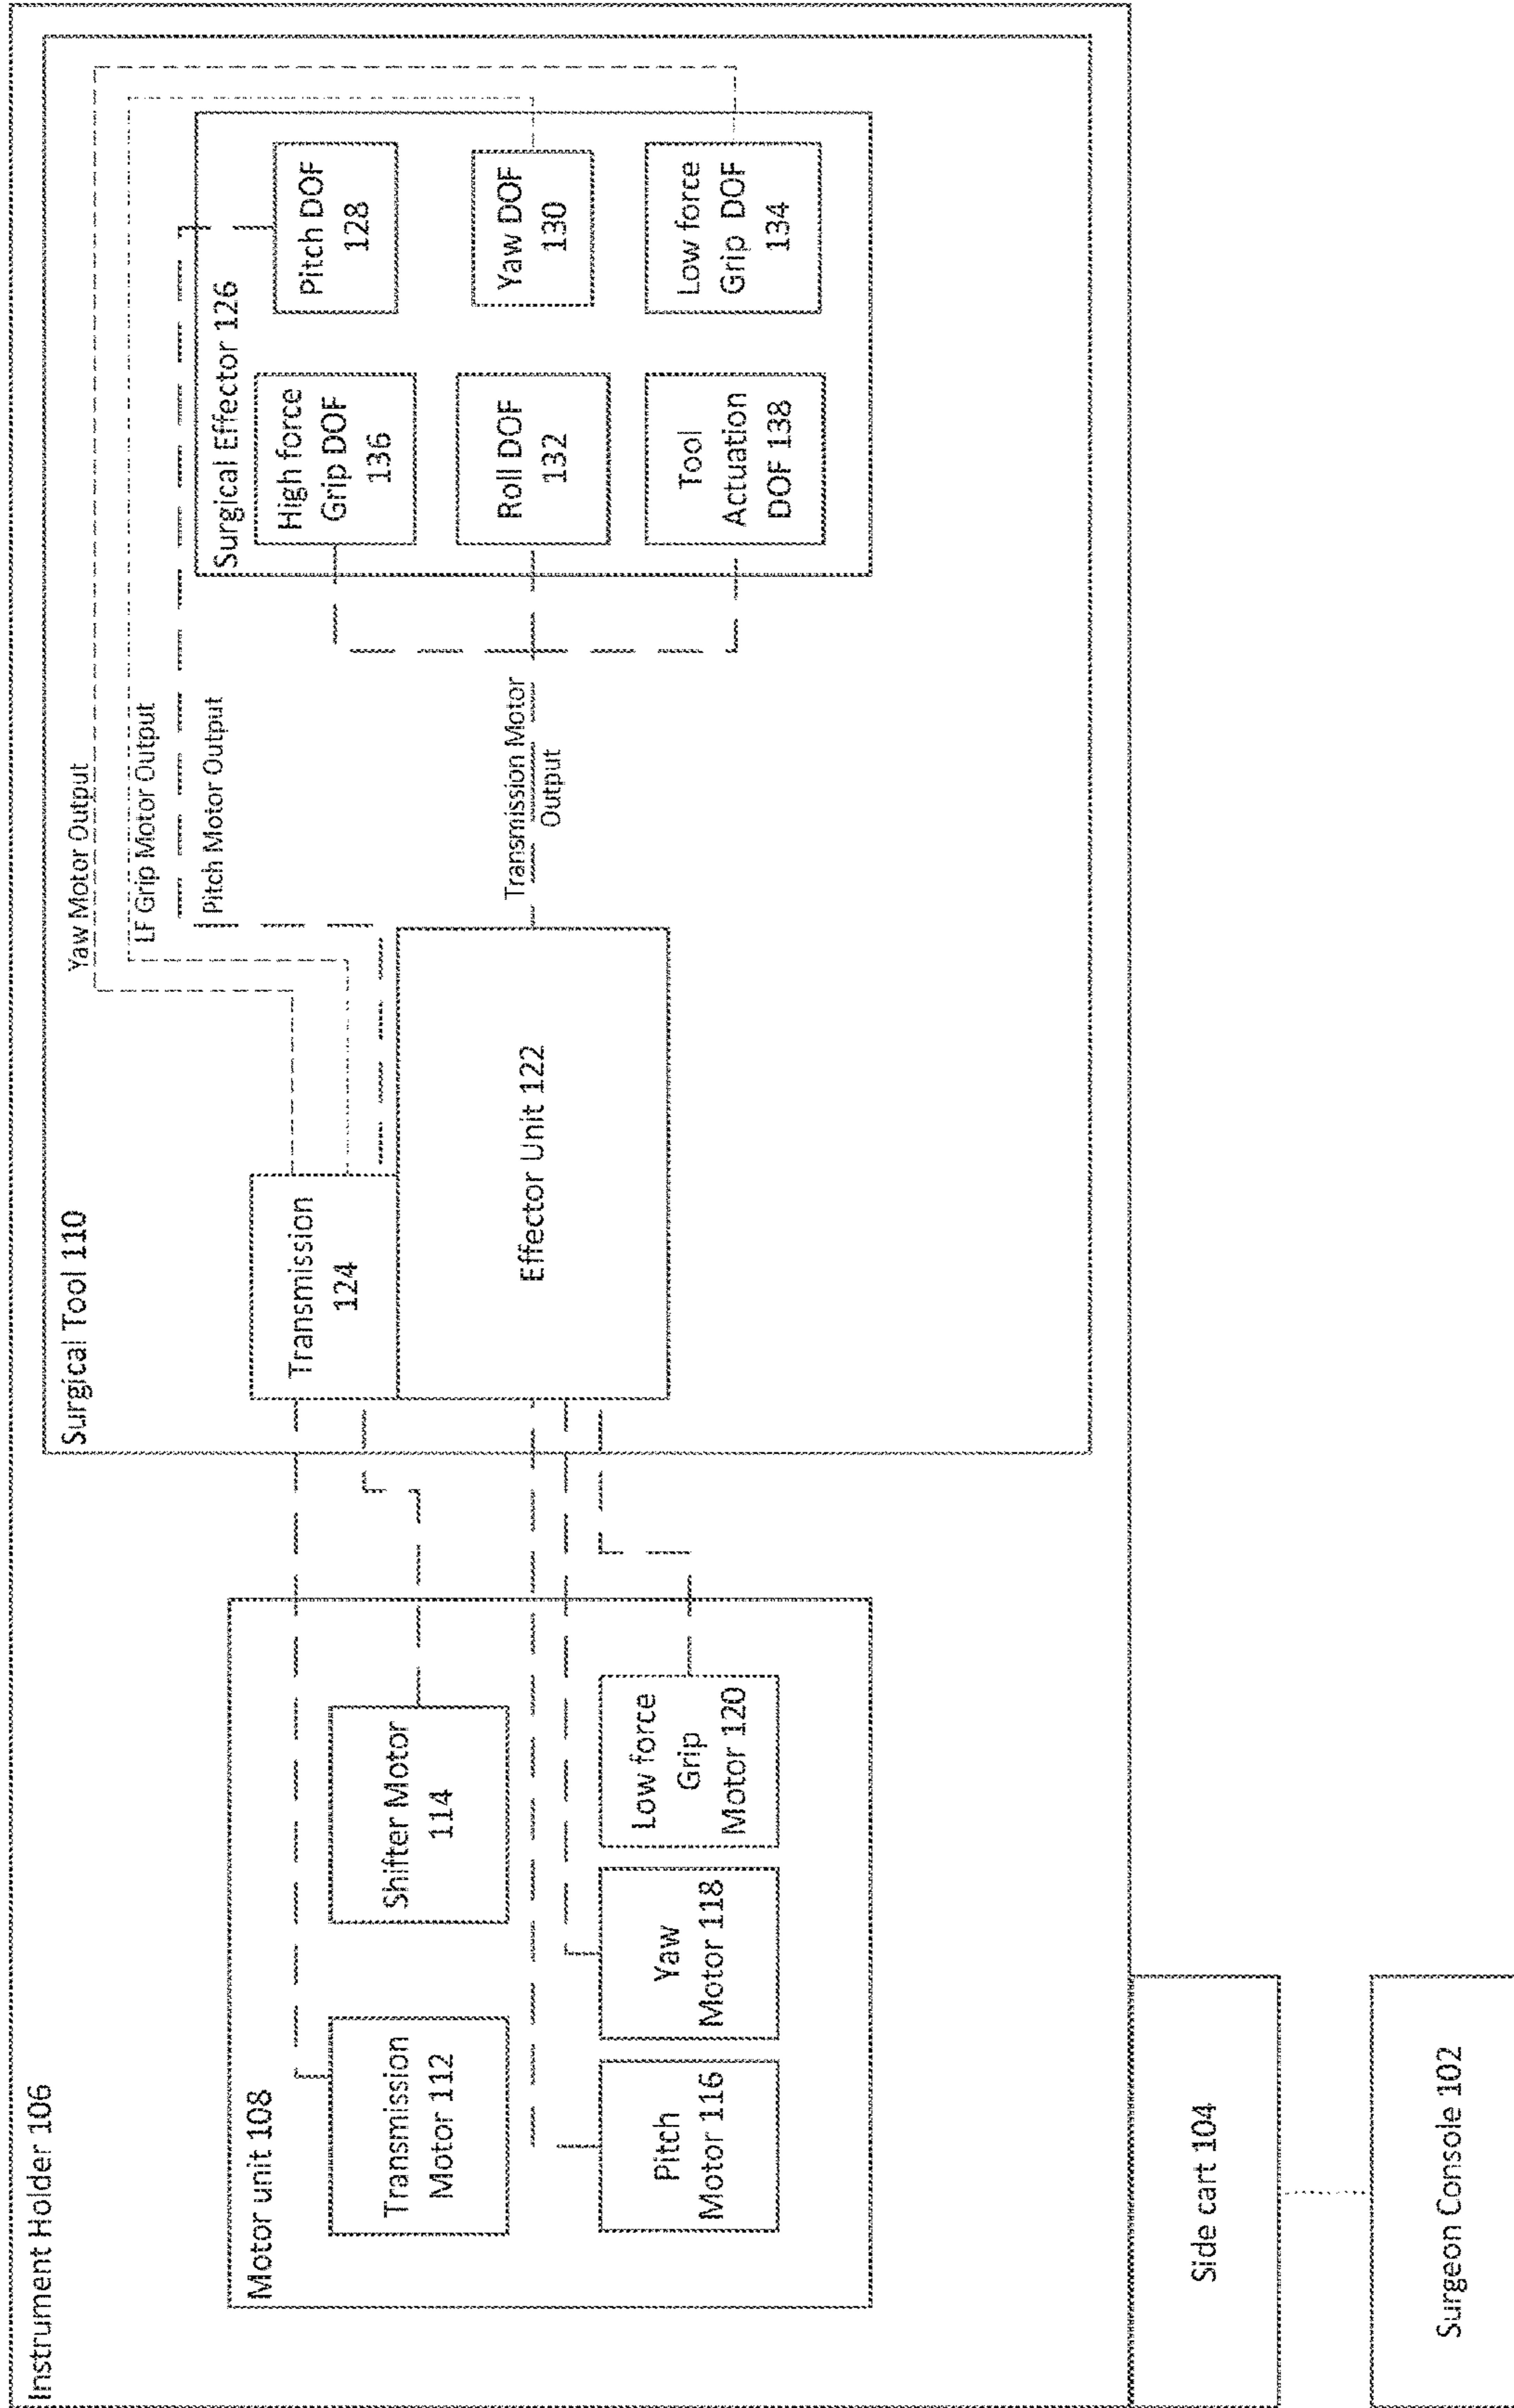 Instrument Holder 106
Motor unit 108
Transmission
Motor 112
Shifter Motor
114
Pitch
Motor 116
Yaw
Motor 118
Low force
Grip
Motor 120
Surgical Tool 110
Transmission
124
Effector Unit 122
Yaw Motor Output
LF Grip Motor Output
Pitch Motor Output
Transmission Motor
Output
Surgical Effector 126
High force
Grip DOF
136
Pitch DOF
128
Roll DOF
132
Yaw DOF
130
Tool
Actuation
DOF 138
Low force
Grip DOF
134
Side cart 104
Surgeon Console 102